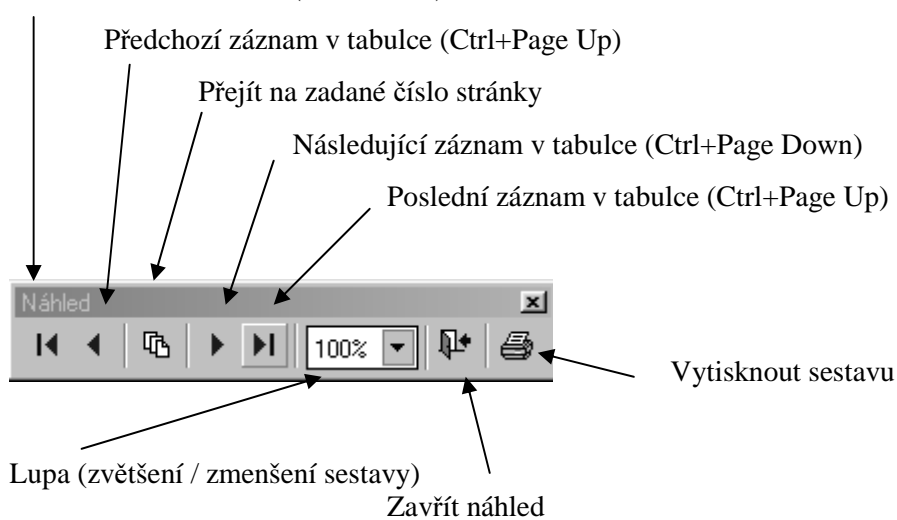 Předchozí záznam v tabulce (Ctrl+Page Up)
Přejít na zadané číslo stránky
Následující záznam v tabulce (Ctrl+Page Down)
Poslední záznam v tabulce (Ctrl+Page Up)
Náhled
100%
Vytisknout sestavu
Lupa (zvětšení / zmenšení sestavy)
Zavřít náhled